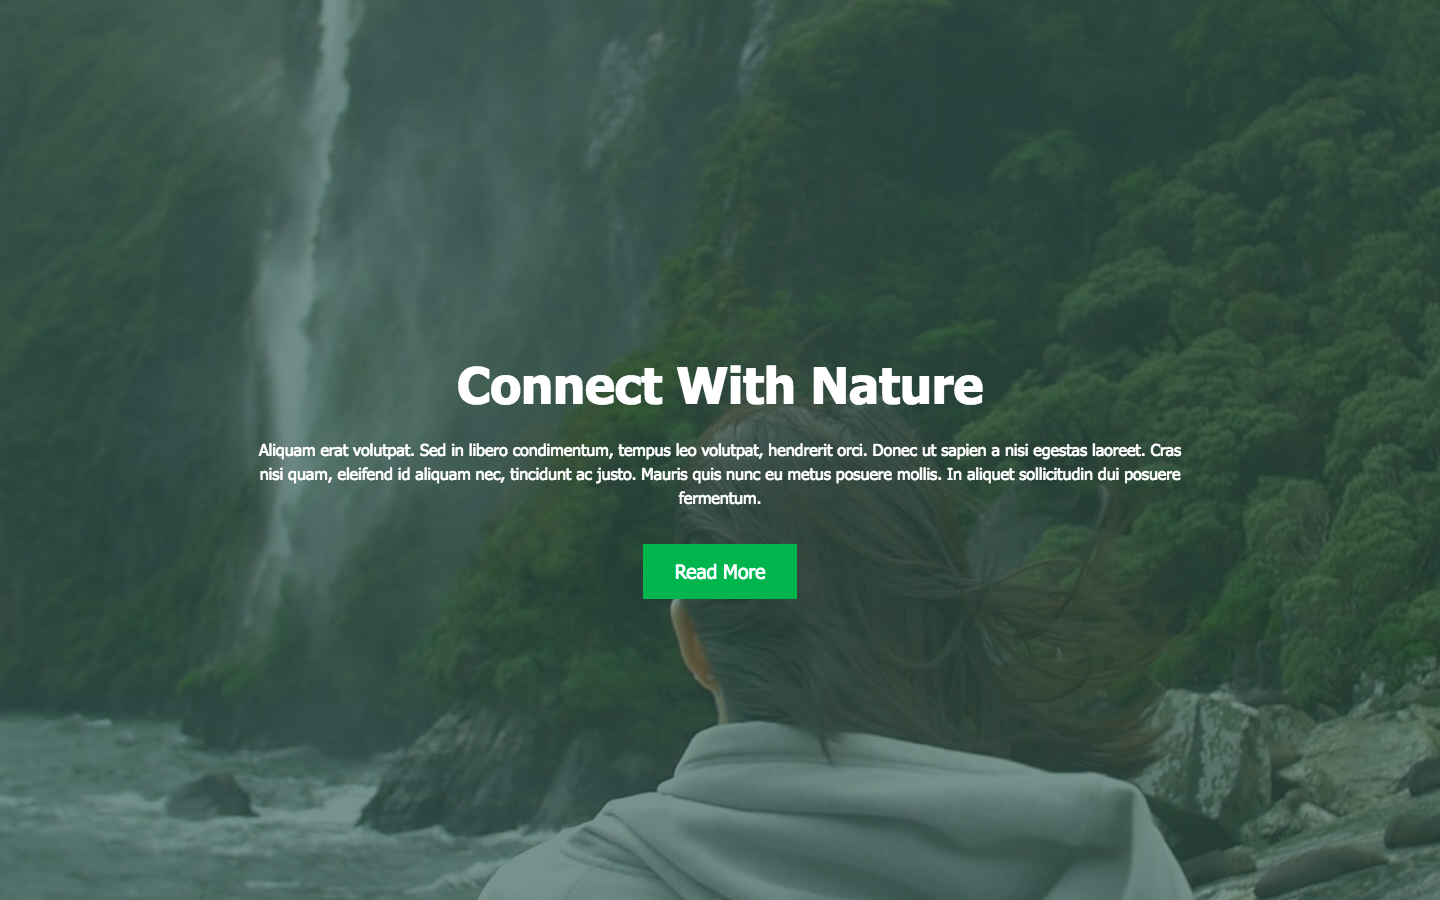 Connect With Nature
Aliquam erat volutpat. Sed in libero condimentum, tempus leo volutpat, hendrerit orci. Donec ut sapien a nisi egestas laoreet. Cras
nisi quam, eleifend id aliquam nec, tincidunt ac justo. Mauris quis nunc eu metus posuere mollis. In aliquet sollicitudin dui posuere
fermentum.
Read More